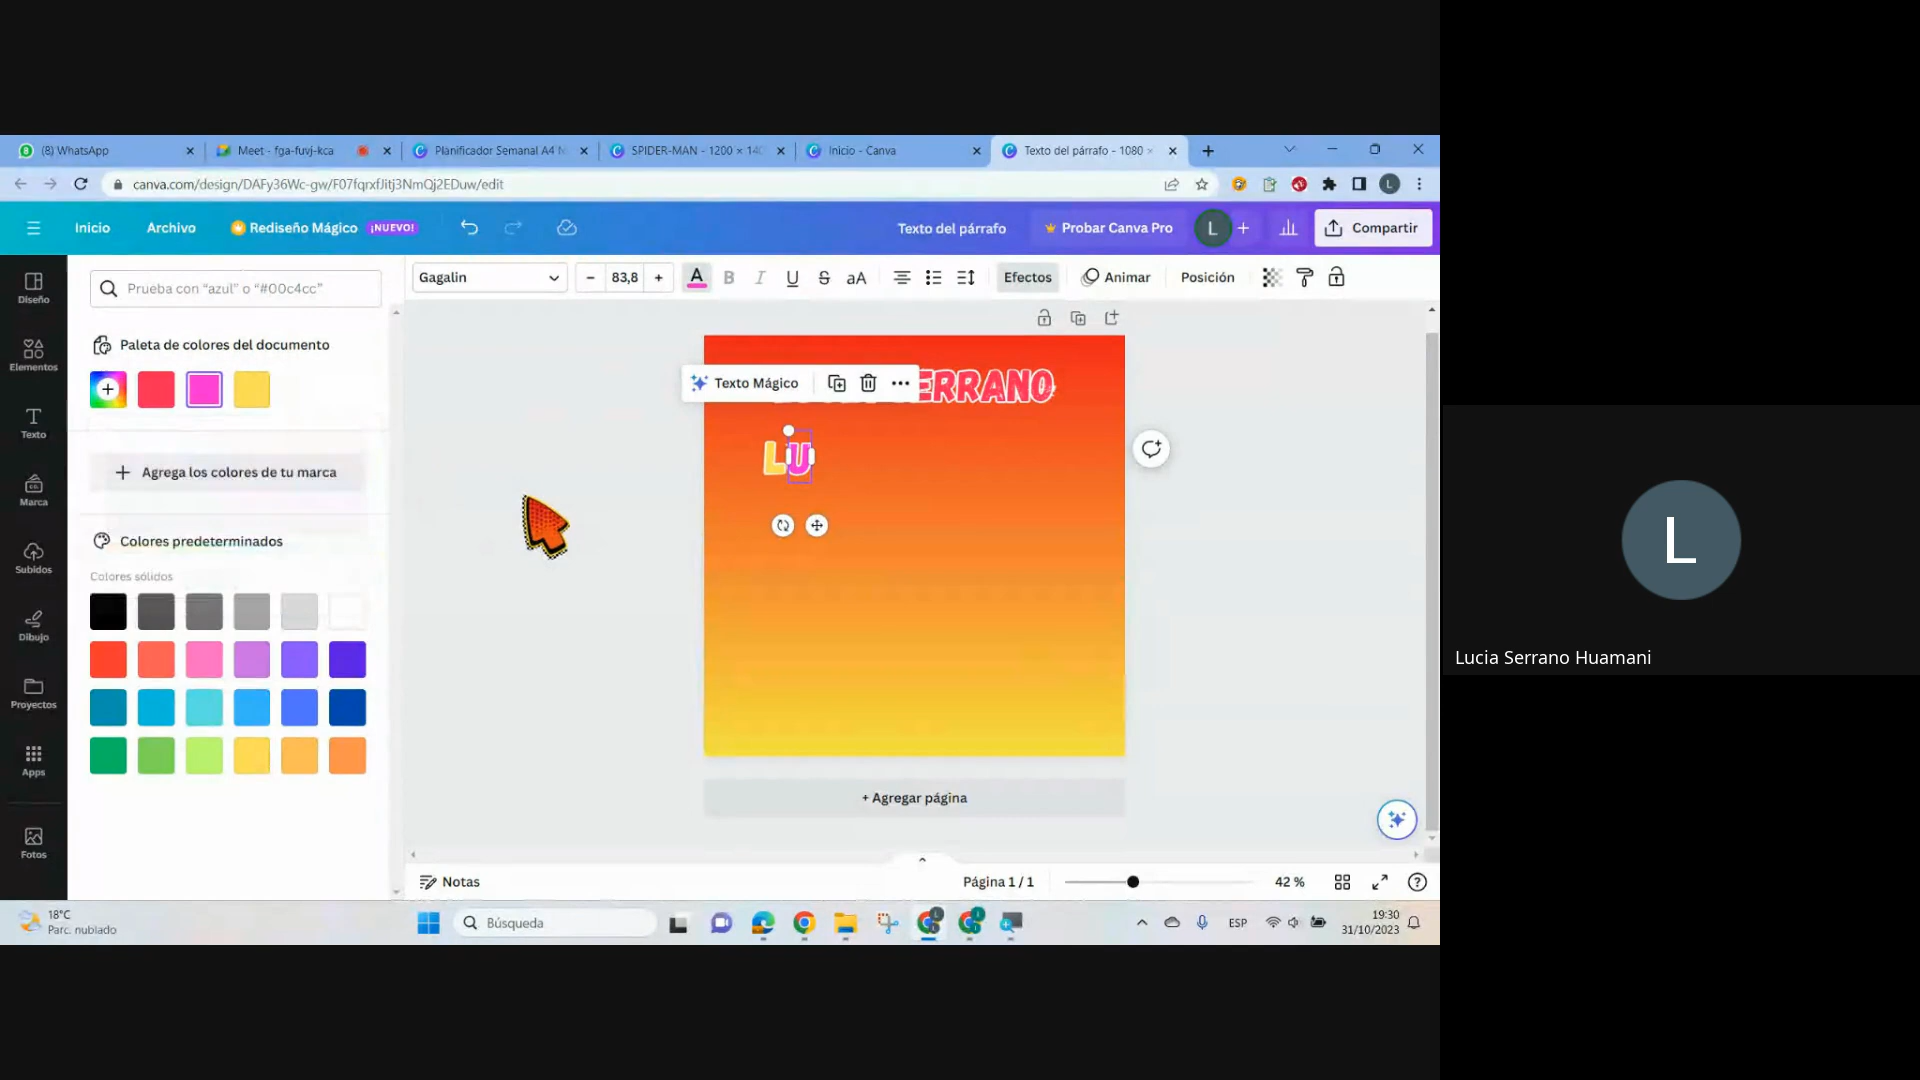 (8) WhatsApp
Meet - fga-fuvj-kca
Planificador Semanal A4
SPIDER-MAN - 1200 × 140
Inicio - Canva
Texto del párrafo - 1080 ×
canva.com/design/DAFy36Wc-gw/F07fqrxfJitj3NmQj2EDuw/edit
Inicio
Archivo
Rediseño Mágico
¡NUEVO!
Texto del párrafo
Probar Canva Pro
L
Compartir
Diseño
Elementos
Texto
Marca
Subidos
Dibujo
Proyectos
Apps
Fotos
Prueba con "azul" o "#00c4cc"
Paleta de colores del documento
Agrega los colores de tu marca
Colores predeterminados
Colores sólidos
Gagalin
83,8
A B I U S aA
Efectos
Animar
Posición
Texto Mágico
ERRANO
LU
+ Agregar página
Notas
Página 1 / 1
42 %
18°C
Parc. nublado
Búsqueda
ESP
19:30
31/10/2023
L
Lucia Serrano Huamani